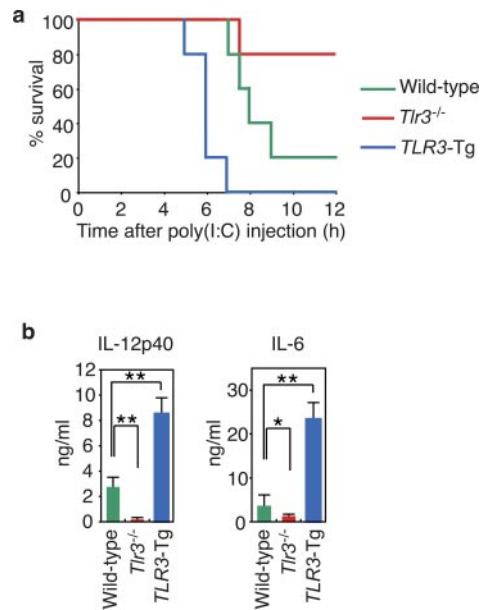 a
100
80
60
40
20
0
% survival
0 2 4 6 8 10 12
Time after poly(I:C) injection (h)
Wild-type
Tlr3-/-
TLR3-Tg
b
IL-12p40
12
10
8
6
4
2
0
ng/ml
**
**
Wild-type
Tlr3-/-
TLR3-Tg
IL-6
30
20
10
0
ng/ml
**
*
Wild-type
Tlr3-/-
TLR3-Tg